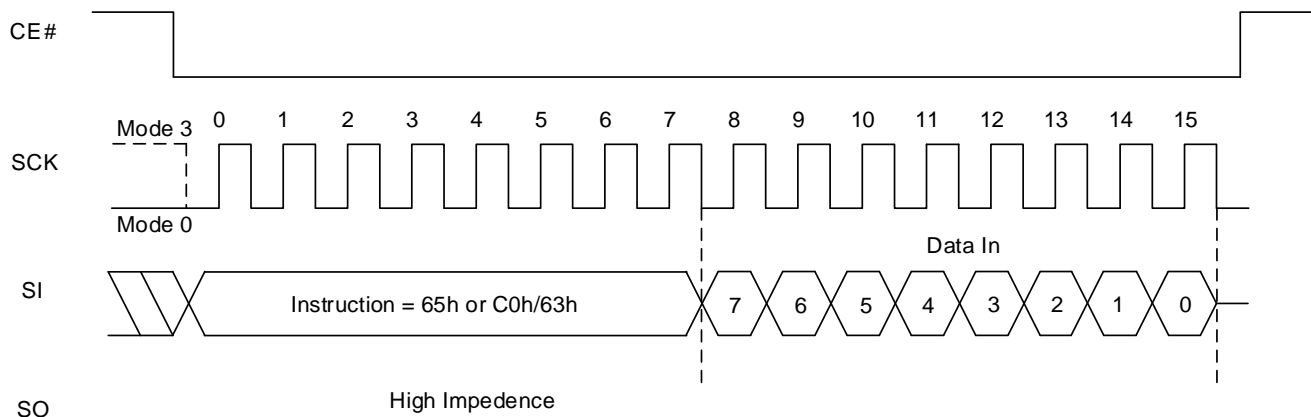 CE#
0 1 2 3 4 5 6 7 8 9 10 11 12 13 14 15
Mode 3
SCK
Mode 0
Data In
SI
Instruction = 65h or C0h/63h
7 6 5 4 3 2 1 0
High Impedence
SO